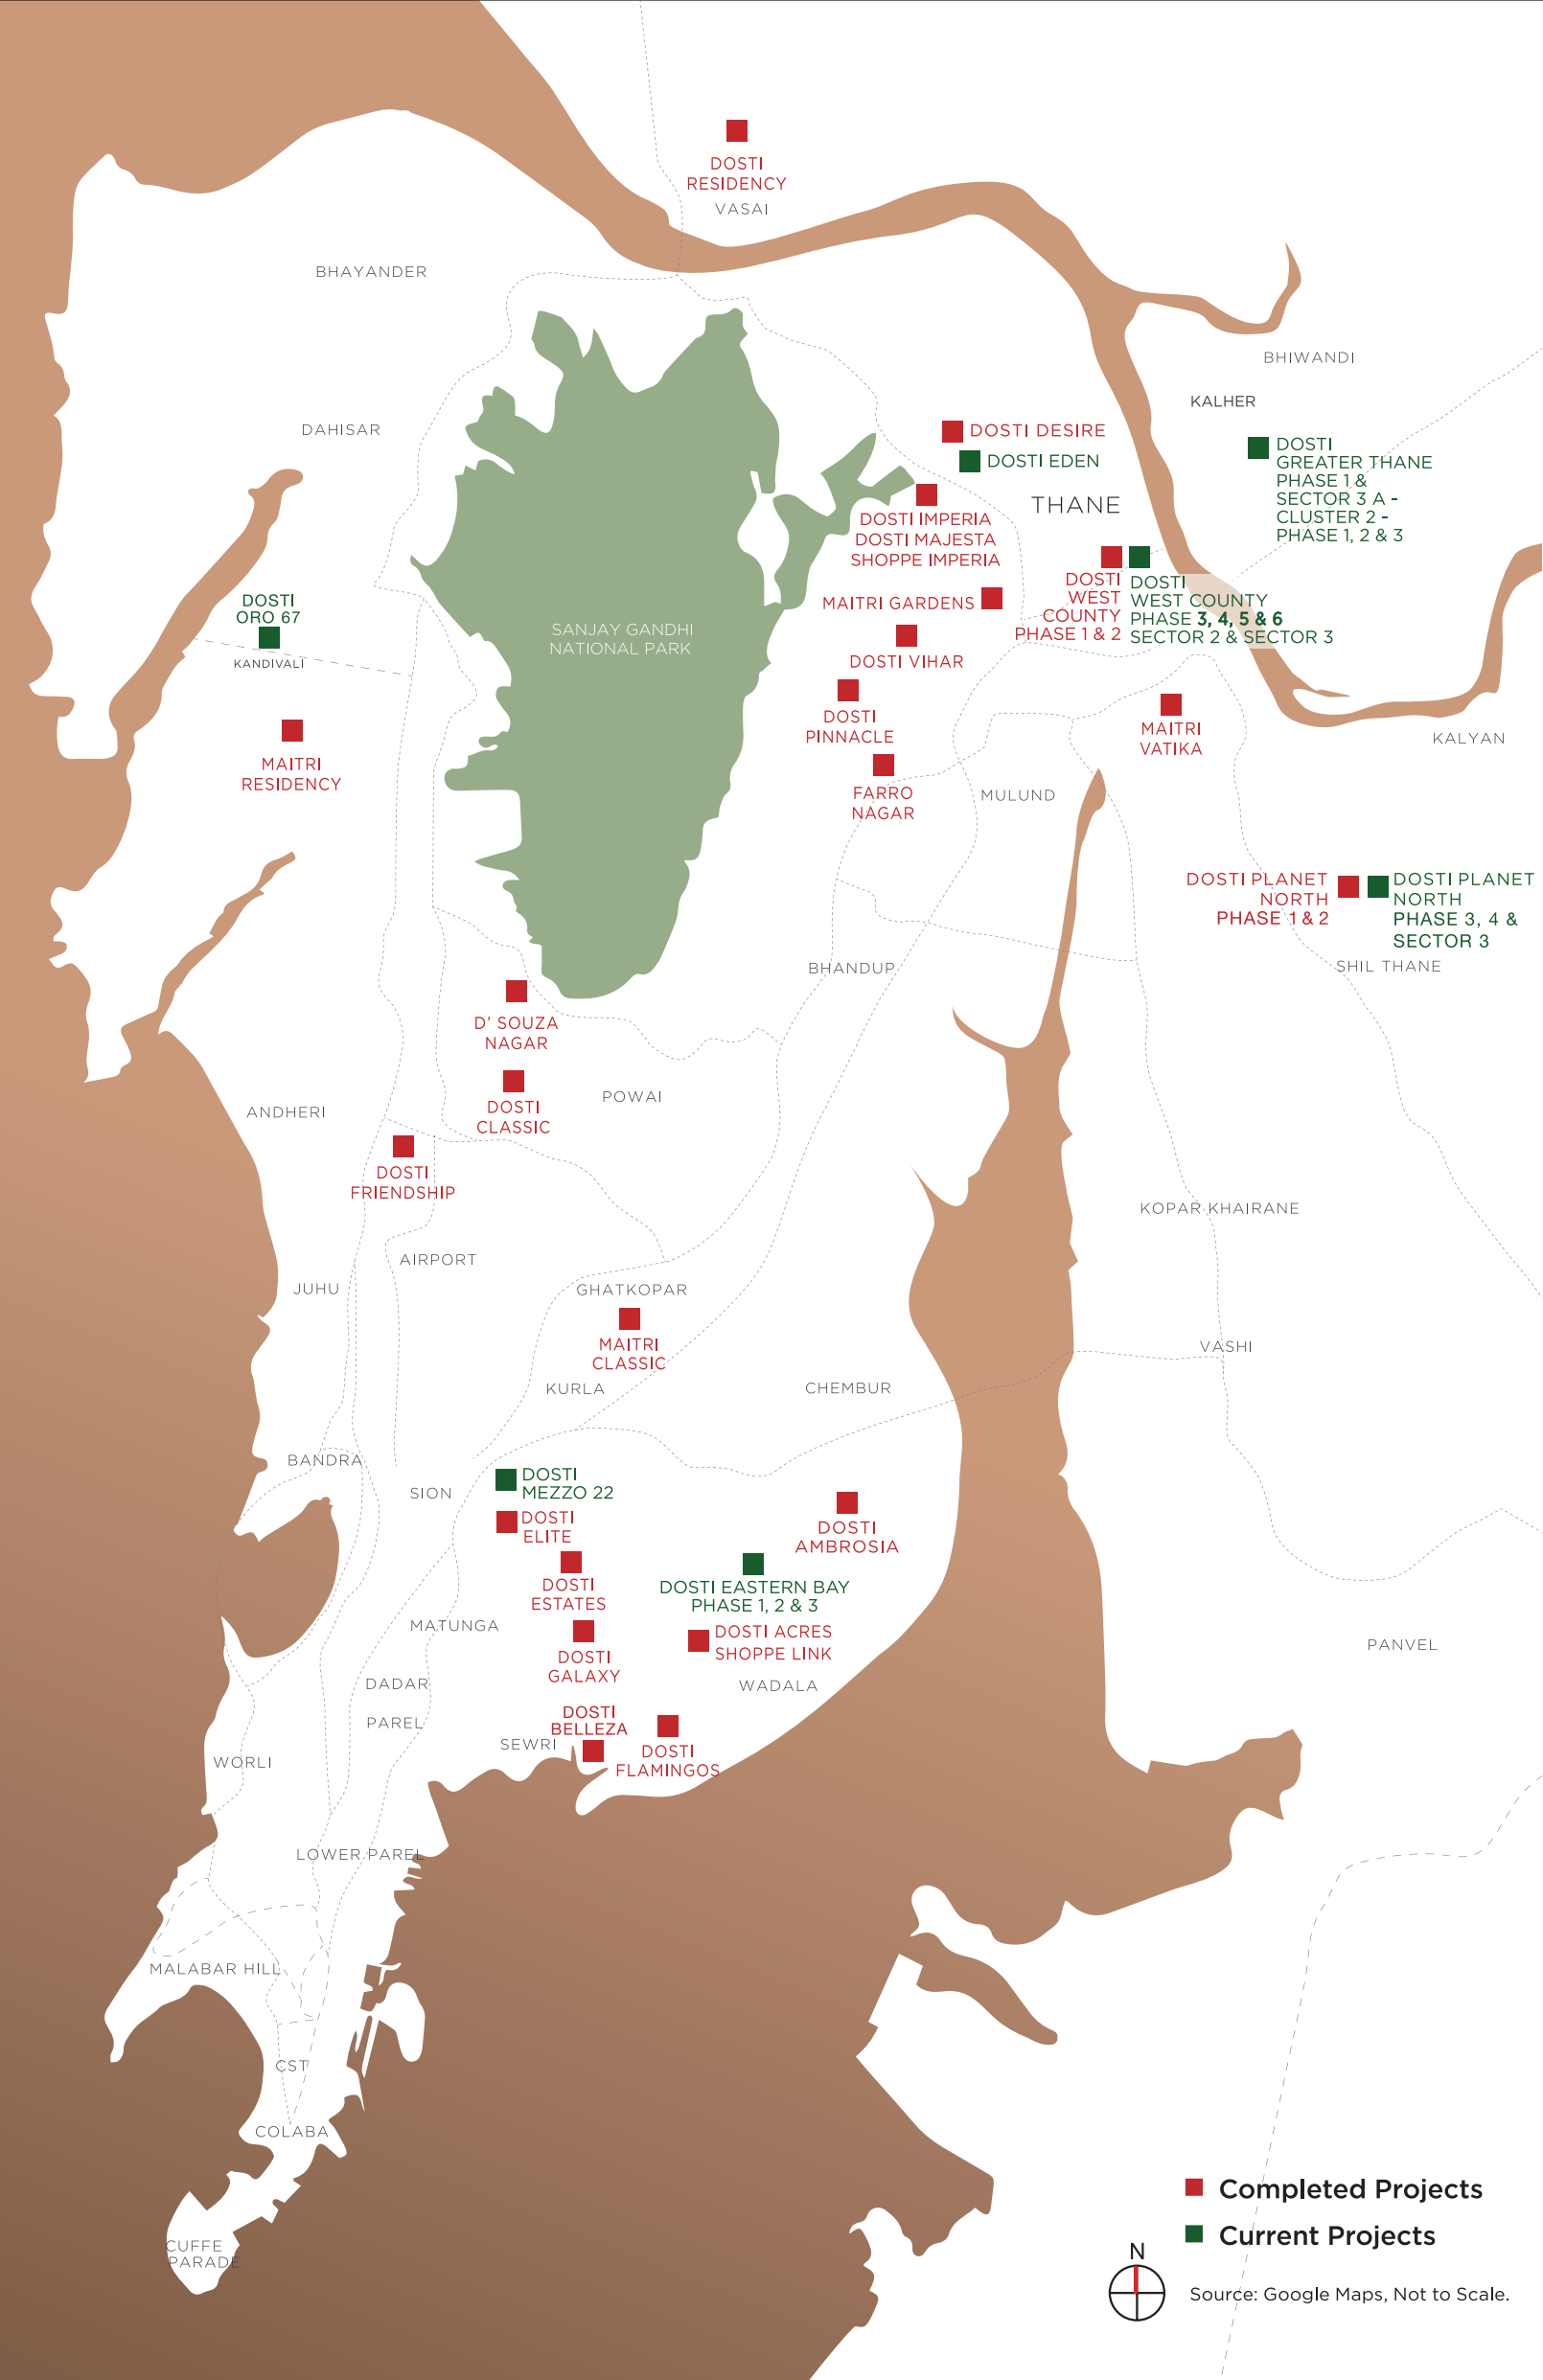 DOSTI
RESIDENCY
VASAI
BHAYANDER
BHIWANDI
KALHER
DAHISAR
DOSTI DESIRE
DOSTI EDEN
DOSTI
GREATER THANE
PHASE 1 &
SECTOR 3 A -
CLUSTER 2 -
PHASE 1, 2 & 3
THANE
DOSTI IMPERIA
DOSTI MAJESTA
SHOPPE IMPERIA
DOSTI
WEST
COUNTY
PHASE 1 & 2
DOSTI
WEST COUNTY
PHASE 3, 4, 5 & 6
SECTOR 2 & SECTOR 3
MAITRI GARDENS
DOSTI
ORO 67
KANDIVALI
SANJAY GANDHI
NATIONAL PARK
DOSTI VIHAR
DOSTI
PINNACLE
MAITRI
VATIKA
KALYAN
MAITRI
RESIDENCY
FARRO
NAGAR
MULUND
DOSTI PLANET
NORTH
PHASE 1 & 2
DOSTI PLANET
NORTH
PHASE 3, 4 &
SECTOR 3
SHIL THANE
BHANDUP
D' SOUZA
NAGAR
POWAI
DOSTI
CLASSIC
ANDHERI
DOSTI
FRIENDSHIP
KOPAR KHAIRANE
AIRPORT
JUHU
GHATKOPAR
MAITRI
CLASSIC
VASHI
KURLA
CHEMBUR
BANDRA
SION
DOSTI
MEZZO 22
DOSTI
ELITE
DOSTI
AMBROSIA
DOSTI
ESTATES
DOSTI EASTERN BAY
PHASE 1, 2 & 3
MATUNGA
DOSTI ACRES
SHOPPE LINK
PANVEL
DOSTI
GALAXY
DADAR
WADALA
PAREL
DOSTI
BELLEZA
SEWRI
DOSTI
FLAMINGOS
WORLI
LOWER PAREL
MALABAR HILL
CST
COLABA
CUFFE
PARADE
Completed Projects
Current Projects
N
Source: Google Maps, Not to Scale.